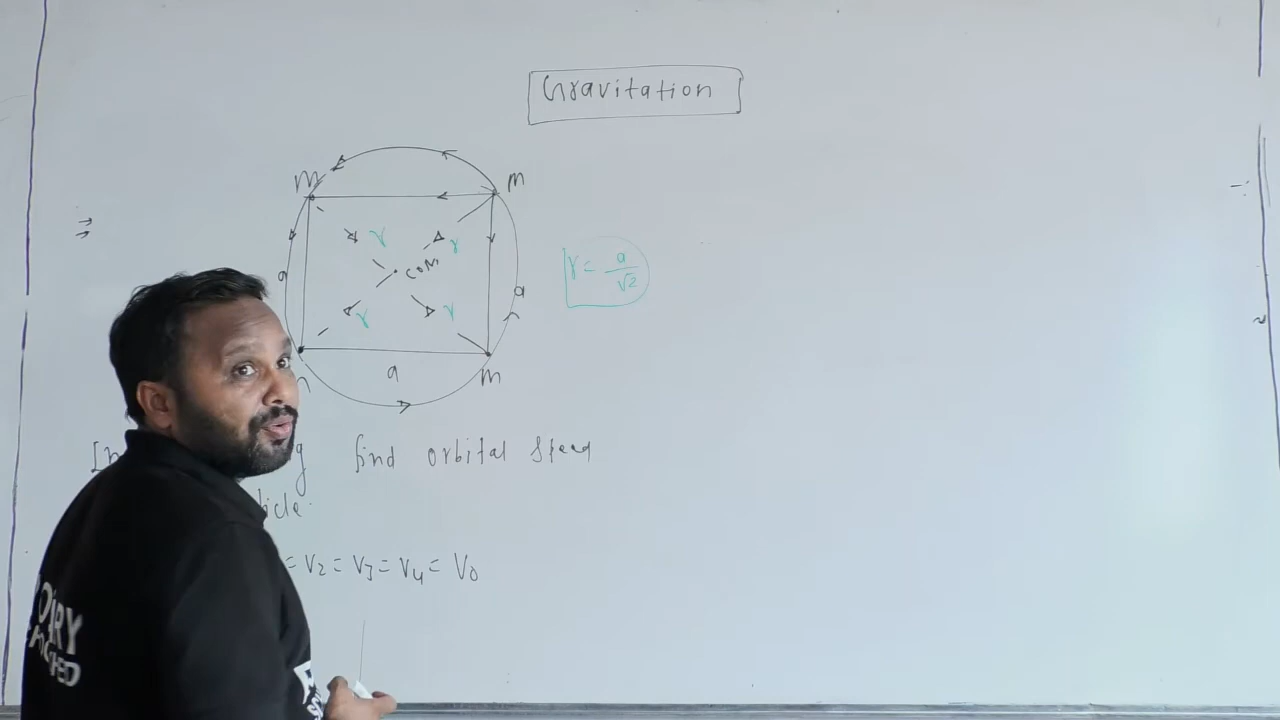 Gravitation
m m
r r
COM
r = a/√2
a a
r r
a
m
find orbital speed
= V2 = V3 = V4 = V0